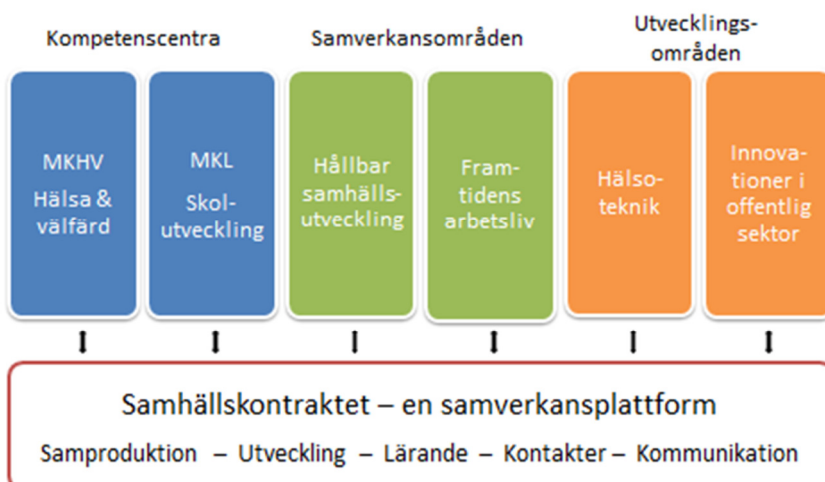 Kompetenscentra
Samverkansområden
Utvecklings-
områden
MKHV
Hälsa &
välfärd
MKL
Skol-
utveckling
Hållbar
samhälls-
utveckling
Fram-
tidens
arbetsliv
Hälso-
teknik
Innova-
tioner i
offentlig
sektor
Samhällskontraktet – en samverkansplattform
Samproduktion – Utveckling – Lärande – Kontakter – Kommunikation